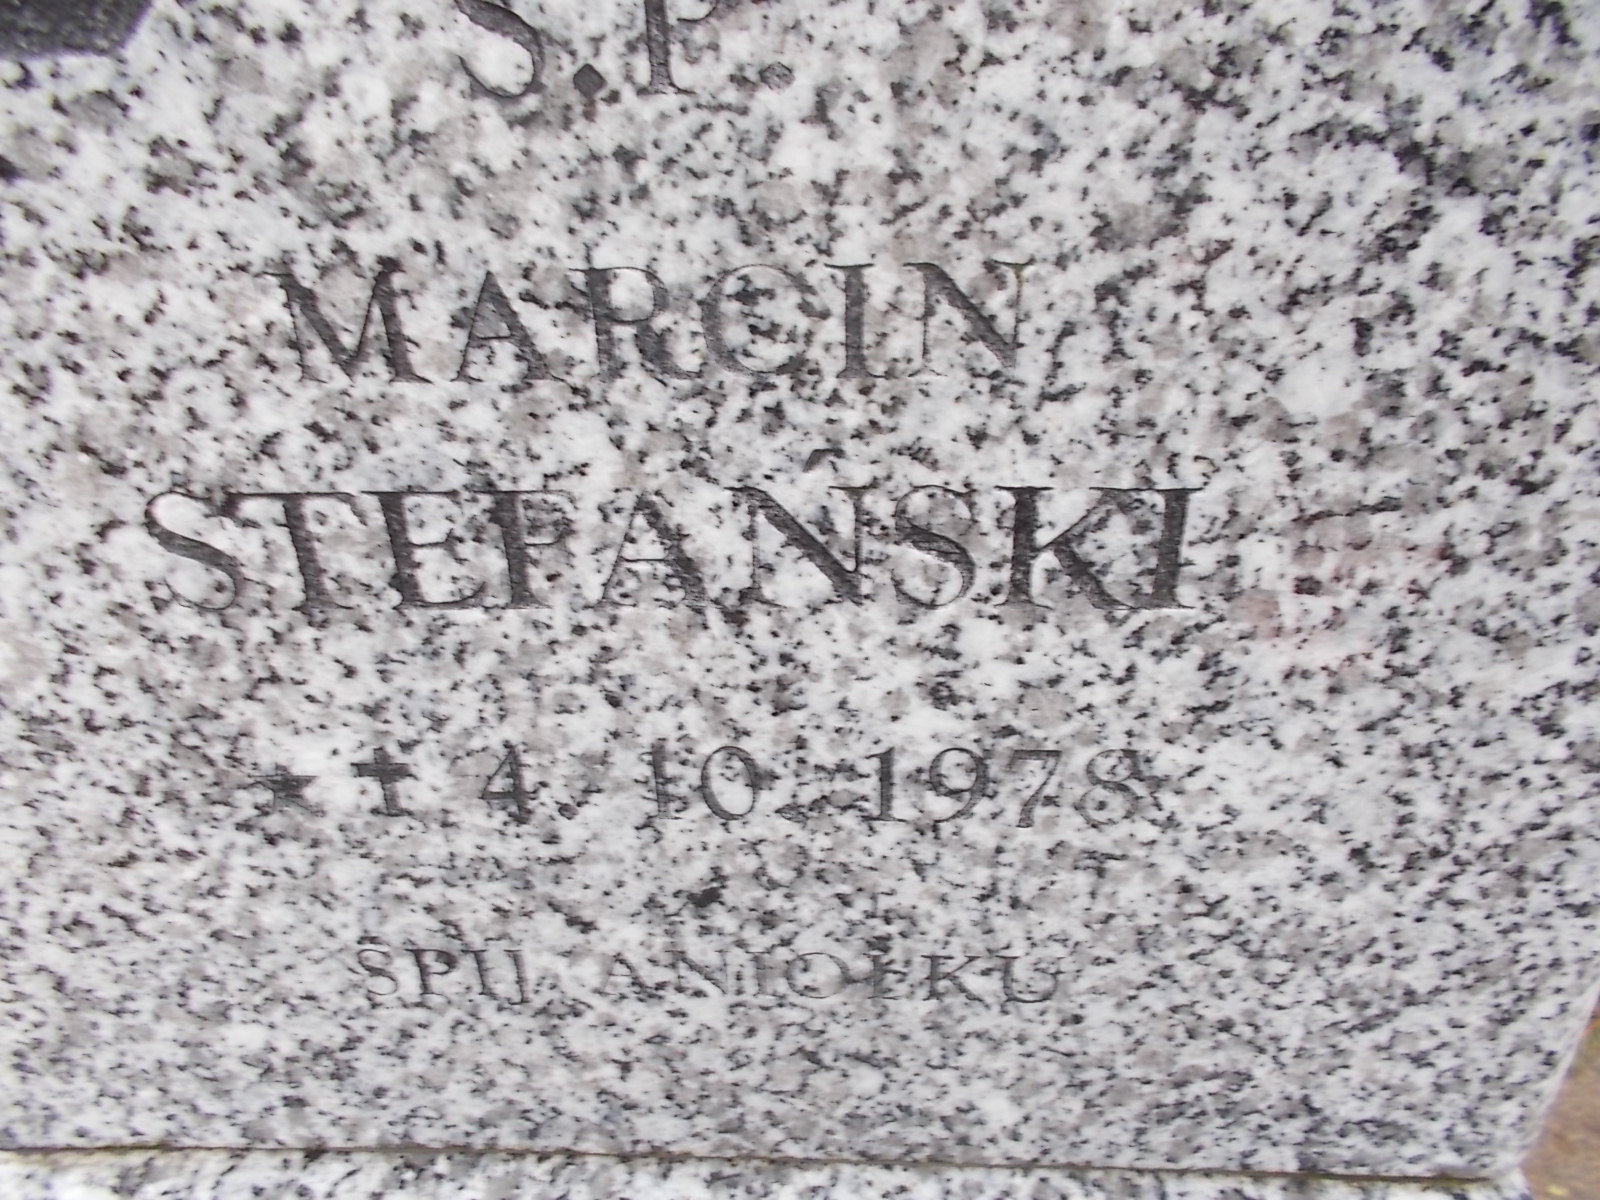 Ś.P.
MARCIN
STEFAŃSKI
★ ✝ 4. 10. 1978
ŚPIJ ANIOŁKU